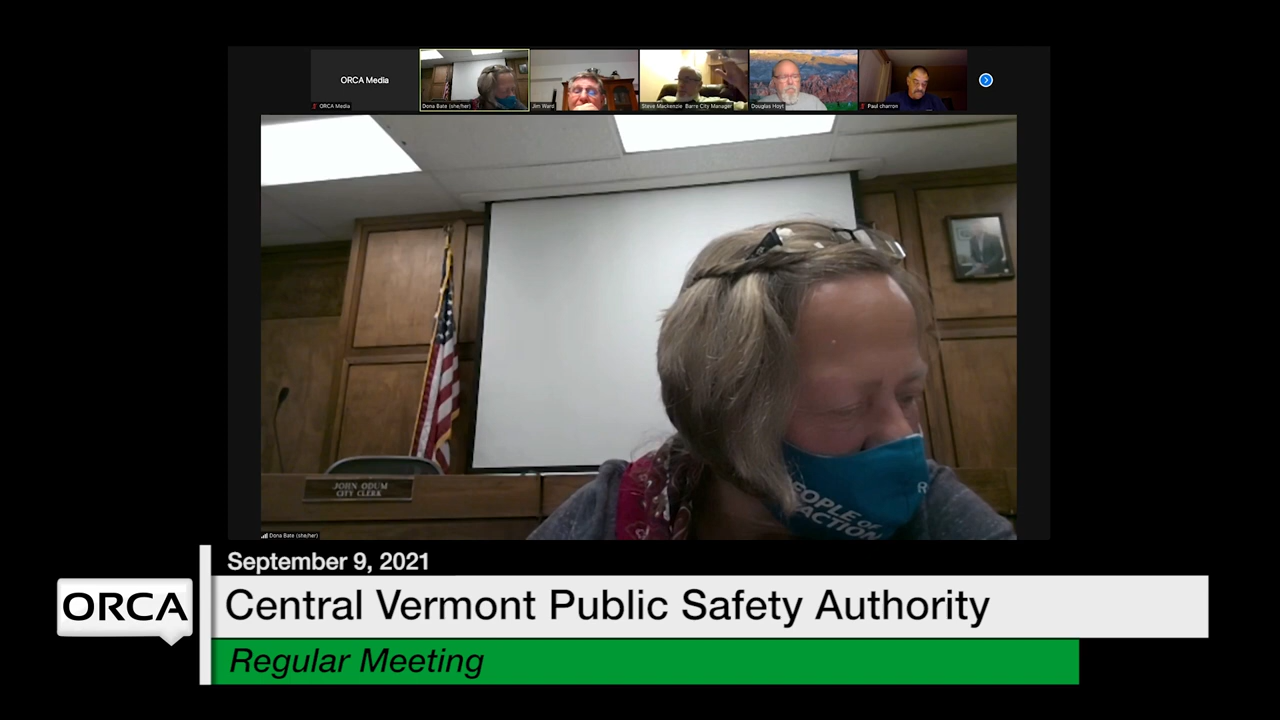 ORCA Media
ORCA Media
Dona Bate (she/her)
Jim Ward
Steve Mackenzie Barre City Manager
Douglas Hoyt
Paul charron
JOHN ODUM
CITY CLERK
PEOPLE of
ACTION
R
Dona Bate (she/her)
September 9, 2021
ORCA
Central Vermont Public Safety Authority
Regular Meeting